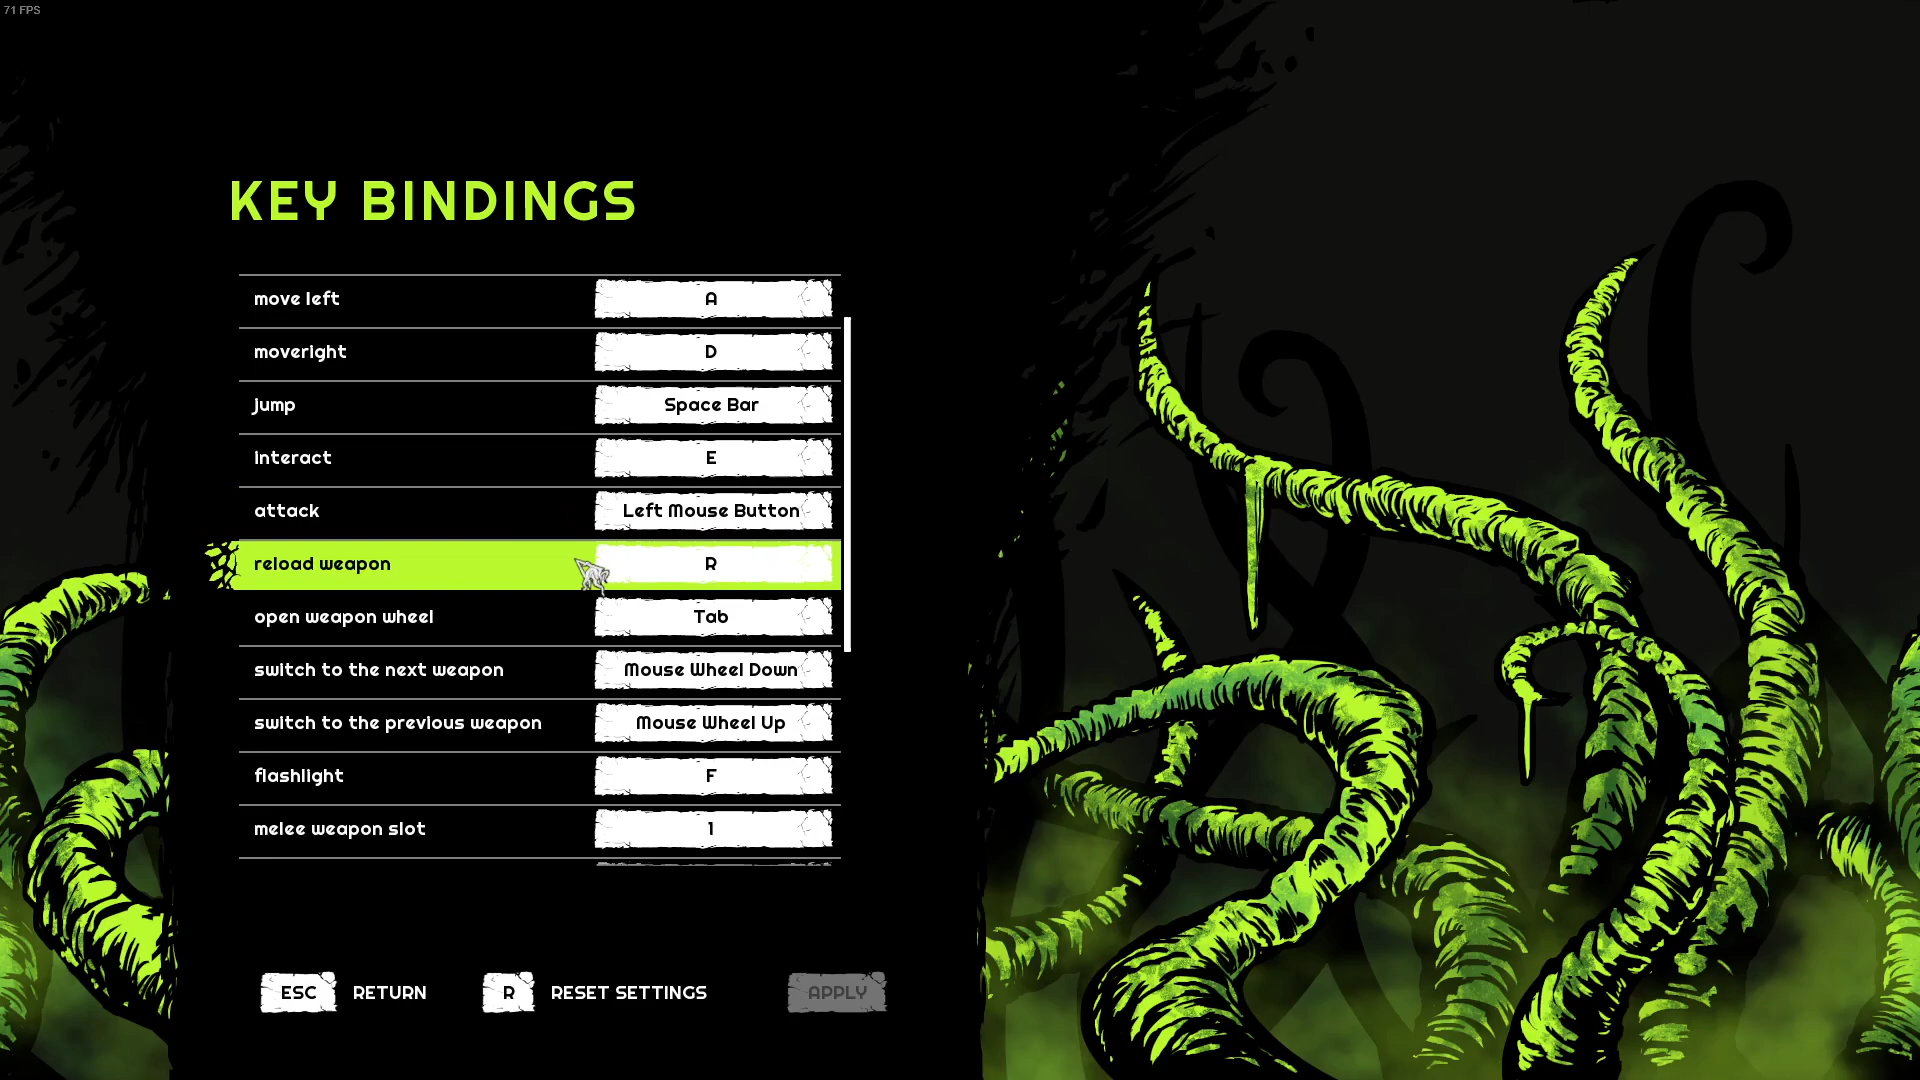 71 FPS
KEY BINDINGS
move left A
moveright D
jump Space Bar
interact E
attack Left Mouse Button
reload weapon R
open weapon wheel Tab
switch to the next weapon Mouse Wheel Down
switch to the previous weapon Mouse Wheel Up
flashlight F
melee weapon slot 1
ESC RETURN R RESET SETTINGS APPLY